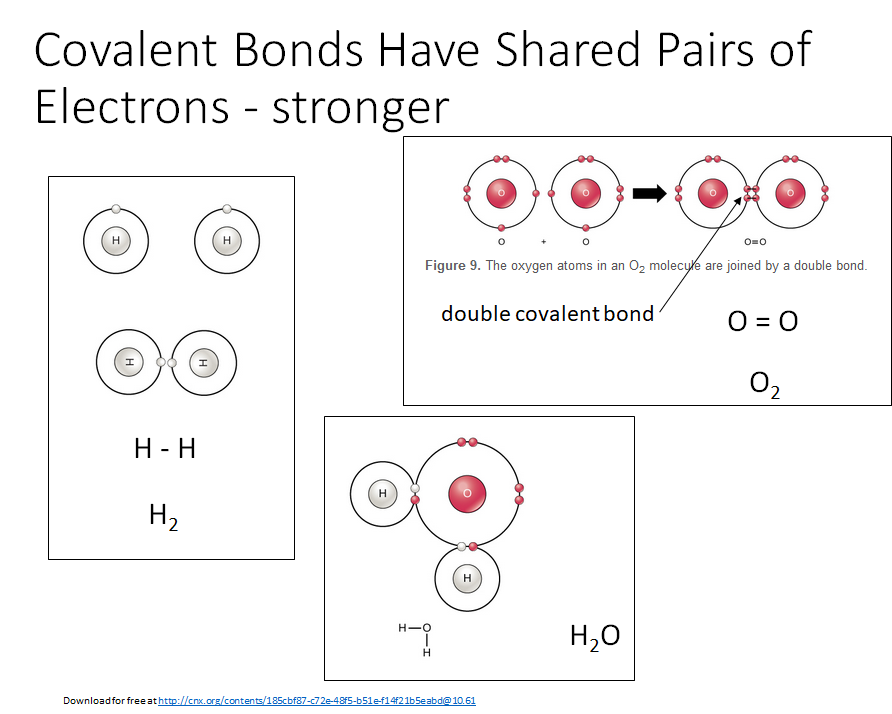 Covalent Bonds Have Shared Pairs of
Electrons - stronger
H H
H H
H - H
H₂
O O O O
O + O O=O
Figure 9. The oxygen atoms in an O₂ molecule are joined by a double bond.
double covalent bond
O = O
O₂
H O
H
H—O
|
H
H₂O
Download for free at http://cnx.org/contents/185cbf87-c72e-48f5-b51e-f14f21b5eabd@10.61